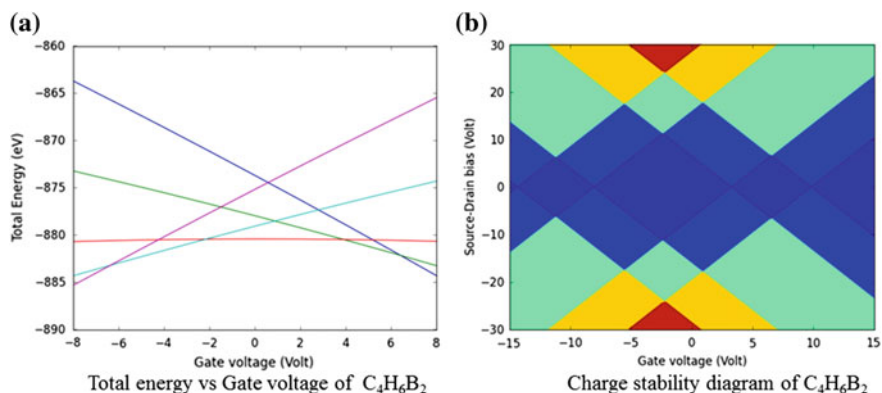 (a)
−860
−865
−870
−875
−880
−885
−890
Total Energy (eV)
−8 −6 −4 −2 0 2 4 6 8
Gate voltage (Volt)
Total energy vs Gate voltage of C₄H₆B₂
(b)
30
20
10
0
−10
−20
−30
Source-Drain bias (Volt)
−15 −10 −5 0 5 10 15
Gate voltage (Volt)
Charge stability diagram of C₄H₆B₂